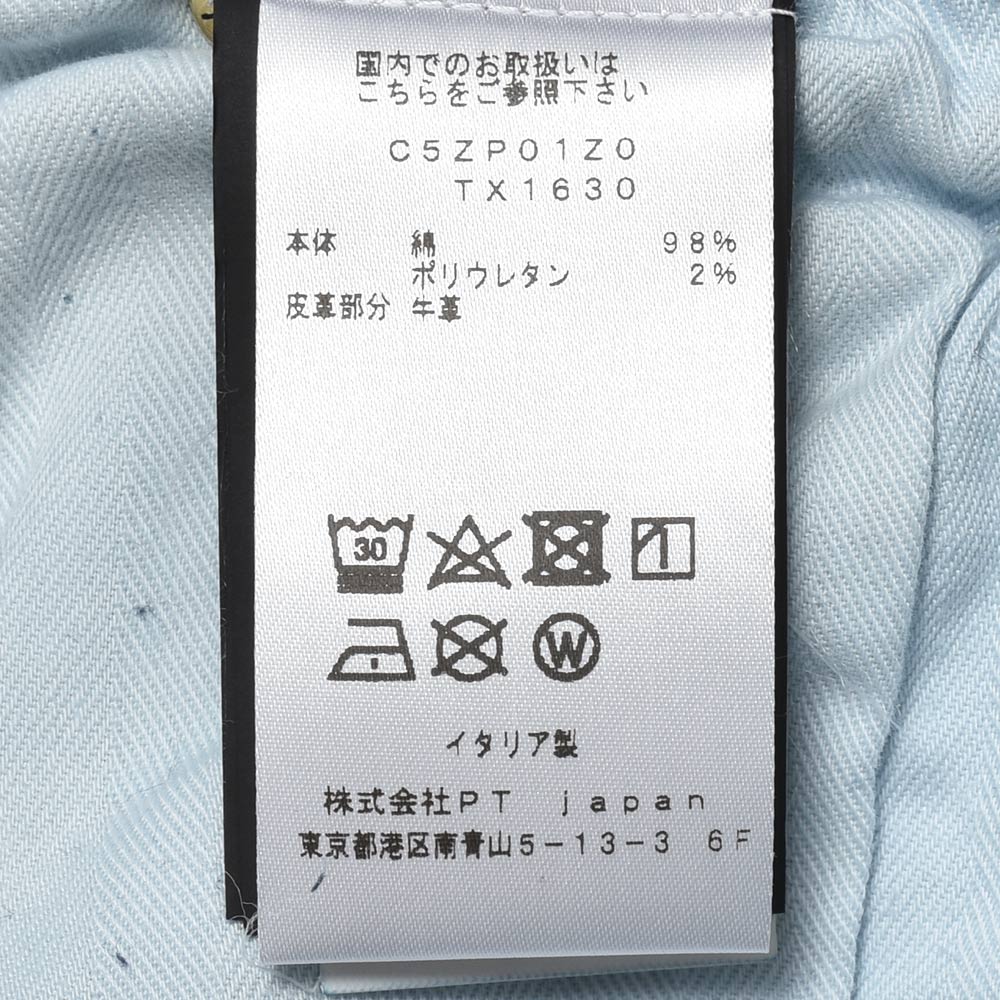 国内でのお取扱いは
こちらをご参照下さい
C5ZP01Z0
TX1630
本体 綿 98%
ポリウレタン 2%
皮革部分 牛革
30
W
イタリア製
株式会社PT japan
東京都港区南青山5-13-3 6F